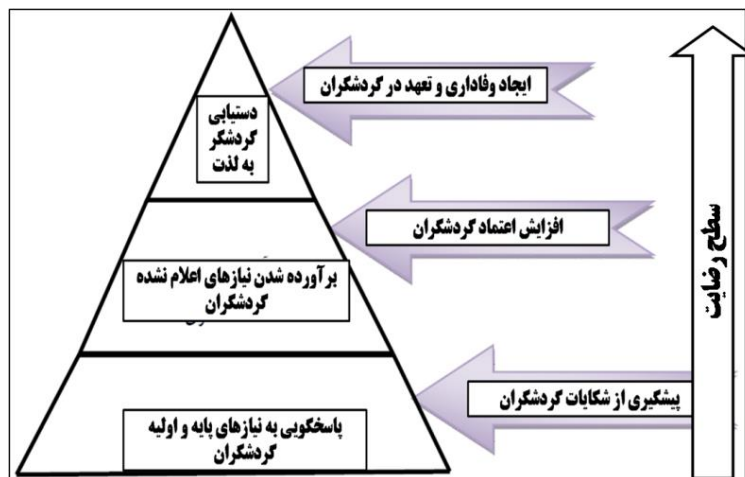 ایجاد وفاداری و تعهد در گردشگران
دستیابی
گردشگر
به لذت
افزایش اعتماد گردشگران
برآورده شدن نیازهای اعلام نشده
گردشگران
پیشگیری از شکایات گردشگران
پاسخگویی به نیازهای پایه و اولیه
گردشگران
سطح رضایت